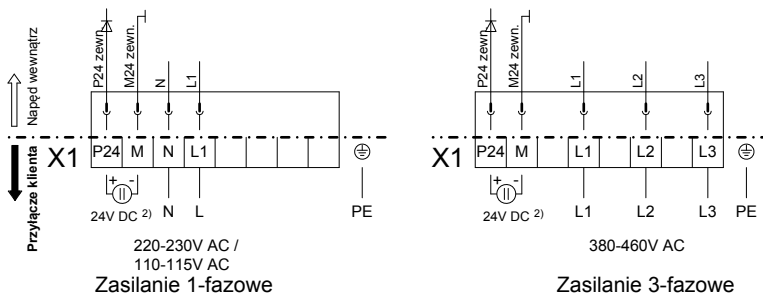 P24 zewn.
M24 zewn.
N
L1
Napęd wewnątrz
Przyłącze klienta
X1
P24 M N L1
+ -
24V DC 2)
N L
PE
220-230V AC /
110-115V AC
Zasilanie 1-fazowe
P24 zewn.
M24 zewn.
L1
L2
L3
X1
P24 M L1 L2 L3
+ -
24V DC 2)
L1 L2 L3 PE
380-460V AC
Zasilanie 3-fazowe